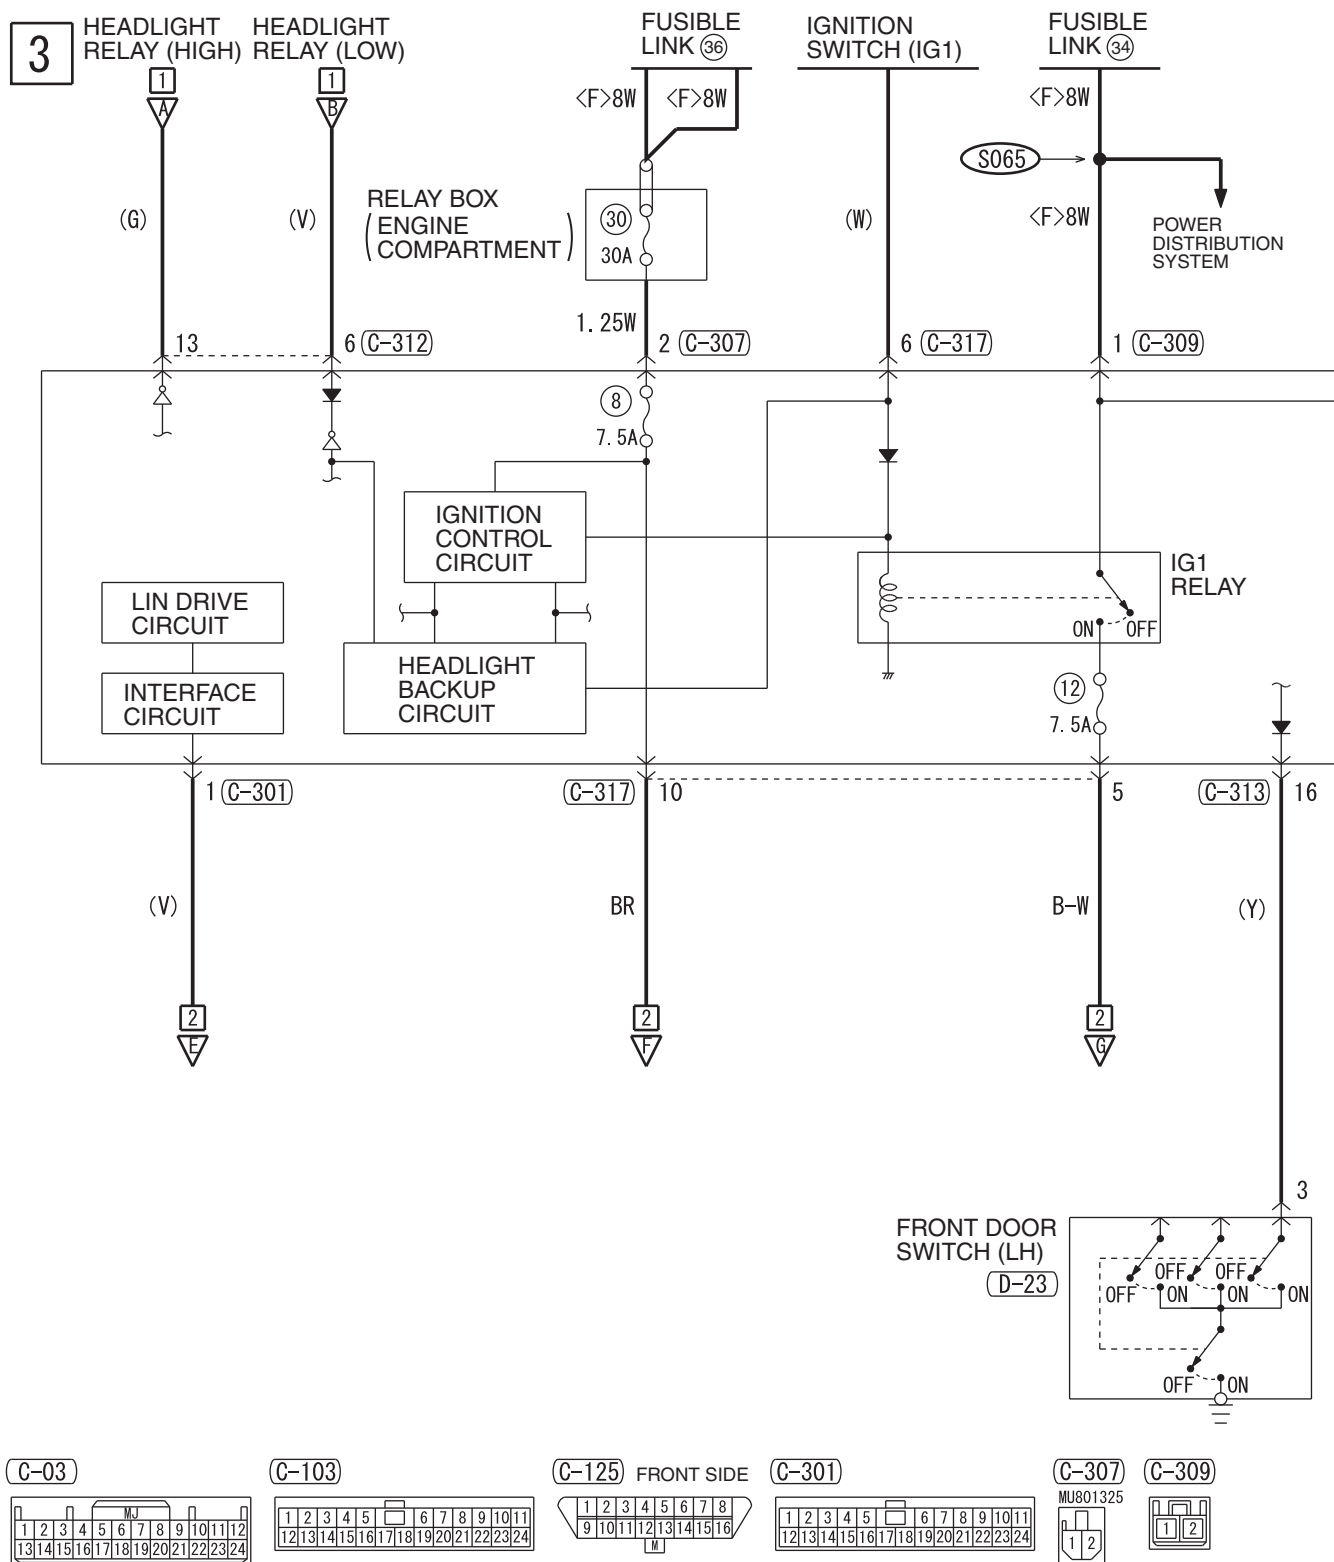 3
HEADLIGHT
RELAY (HIGH)
HEADLIGHT
RELAY (LOW)
FUSIBLE
LINK 36
IGNITION
SWITCH (IG1)
FUSIBLE
LINK 34
1
A
1
B
<F>8W
<F>8W
<F>8W
S065
(G)
(V)
RELAY BOX
(ENGINE
COMPARTMENT)
30
30A
(W)
<F>8W
POWER
DISTRIBUTION
SYSTEM
1.25W
13
6 C-312
2 C-307
6 C-317
1 C-309
8
7.5A
IGNITION
CONTROL
CIRCUIT
IG1
RELAY
LIN DRIVE
CIRCUIT
ON
OFF
HEADLIGHT
BACKUP
CIRCUIT
INTERFACE
CIRCUIT
12
7.5A
1 C-301
C-317 10
5
C-313 16
(V)
BR
B-W
(Y)
2
E
2
F
2
G
3
FRONT DOOR
SWITCH (LH)
D-23
OFF
OFF
OFF
ON
ON
ON
OFF
ON
C-03
C-103
C-125 FRONT SIDE
C-301
C-307
C-309
MU801325
MJ
1 2 3 4 5 6 7 8 9 10 11 12
13 14 15 16 17 18 19 20 21 22 23 24
1 2 3 4 5 6 7 8 9 10 11
12 13 14 15 16 17 18 19 20 21 22 23 24
1 2 3 4 5 6 7 8
9 10 11 12 13 14 15 16
M
1 2 3 4 5 6 7 8 9 10 11
12 13 14 15 16 17 18 19 20 21 22 23 24
1 2
1 2